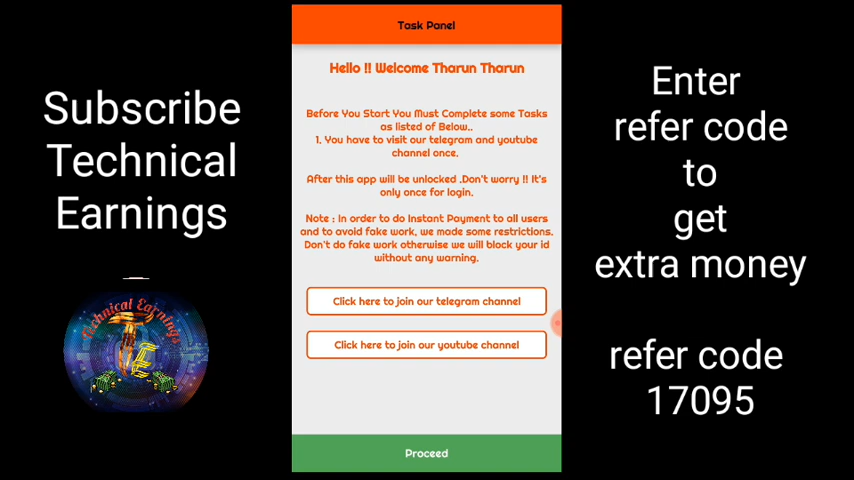 Subscribe
Technical
Earnings
Technical Earnings
TE
Task Panel
Hello !! Welcome Tharun Tharun
Before You Start You Must Complete some Tasks
as listed of Below..
1. You have to visit our telegram and youtube
channel once.
After this app will be unlocked .Don't worry !! It's
only once for login.
Note : In order to do Instant Payment to all users
and to avoid fake work, we made some restrictions.
Don't do fake work otherwise we will block your id
without any warning.
Click here to join our telegram channel
Click here to join our youtube channel
Proceed
Enter
refer code
to
get
extra money
refer code
17095